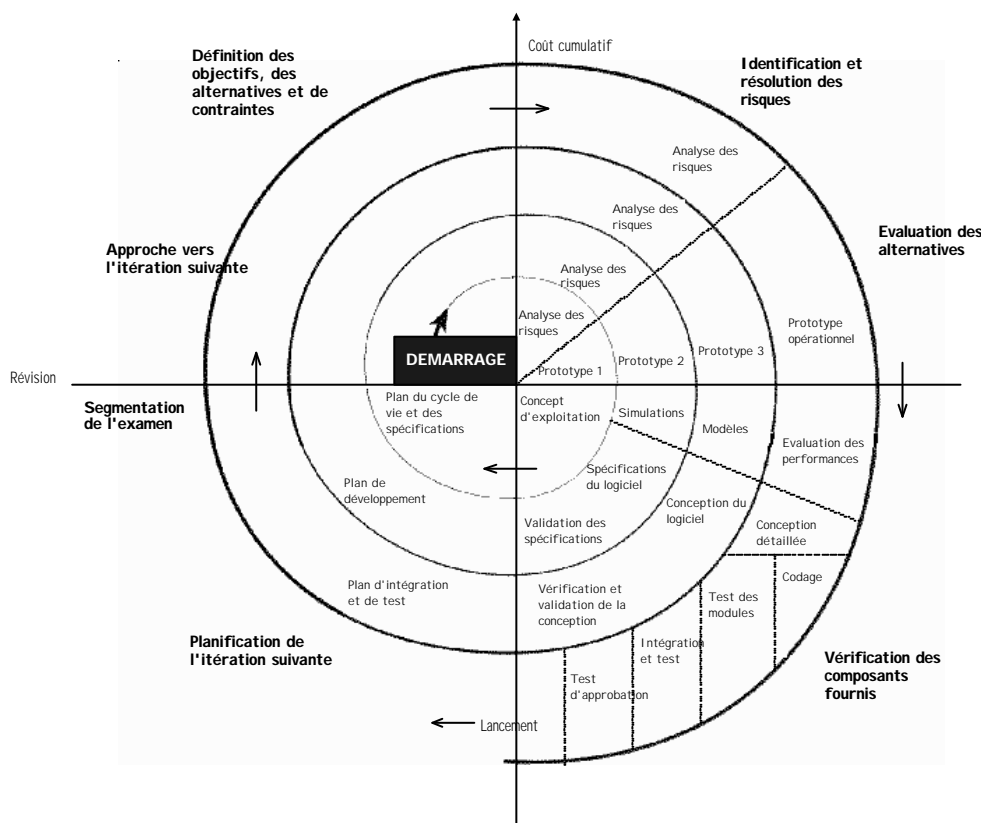 Coût cumulatif
Définition des
objectifs, des
alternatives et de
contraintes
Identification et
résolution des
risques
Analyse des
risques
Analyse des
risques
Approche vers
l'itération suivante
Evaluation des
alternatives
Analyse des
risques
Analyse des
risques
DEMARRAGE
Prototype 1
Prototype 2
Prototype 3
Prototype
opérationnel
Révision
Segmentation
de l'examen
Plan du cycle de
vie et des
spécifications
Concept
d'exploitation
Simulations
Modèles
Evaluation des
performances
Spécifications
du logiciel
Plan de
développement
Conception du
logiciel
Validation des
spécifications
Conception
détaillée
Plan d'intégration
et de test
Vérification et
validation de la
conception
Codage
Test des
modules
Intégration
et test
Test
d'approbation
Planification de
l'itération suivante
Vérification des
composants
fournis
Lancement